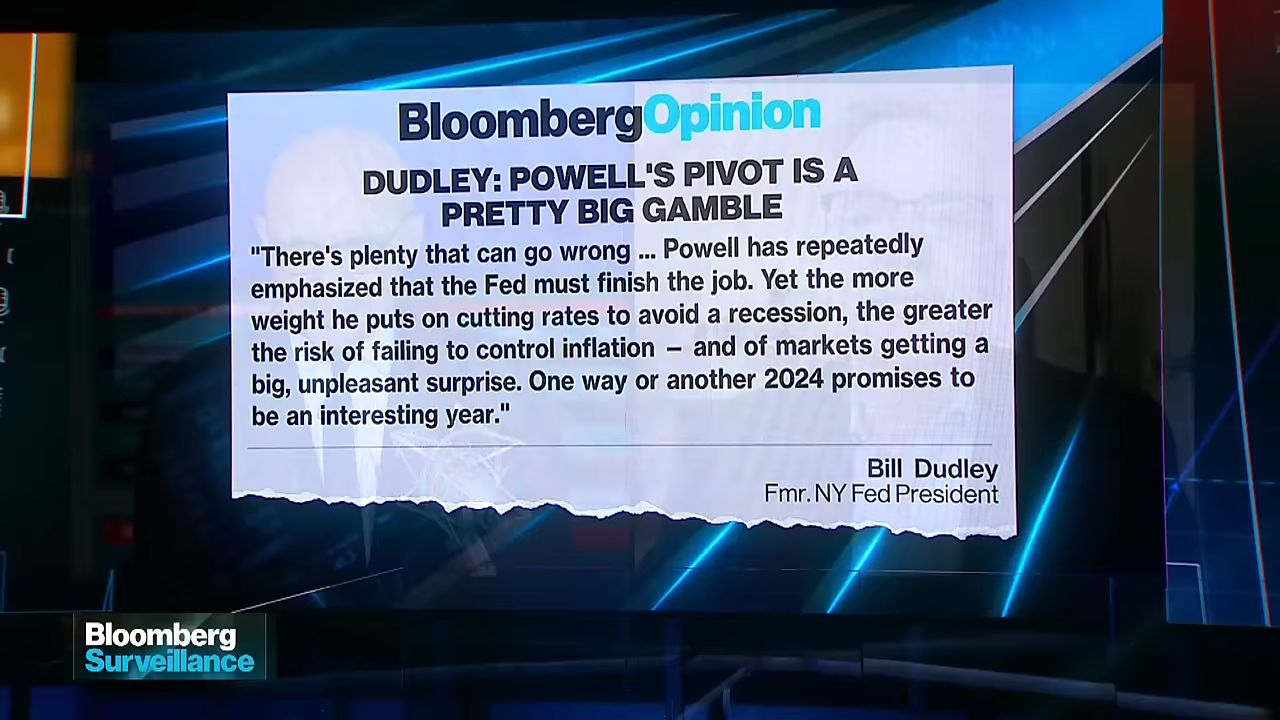 BloombergOpinion
DUDLEY: POWELL'S PIVOT IS A
PRETTY BIG GAMBLE
"There's plenty that can go wrong ... Powell has repeatedly
emphasized that the Fed must finish the job. Yet the more
weight he puts on cutting rates to avoid a recession, the greater
the risk of failing to control inflation – and of markets getting a
big, unpleasant surprise. One way or another 2024 promises to
be an interesting year."
Bill Dudley
Fmr. NY Fed President
Bloomberg
Surveillance